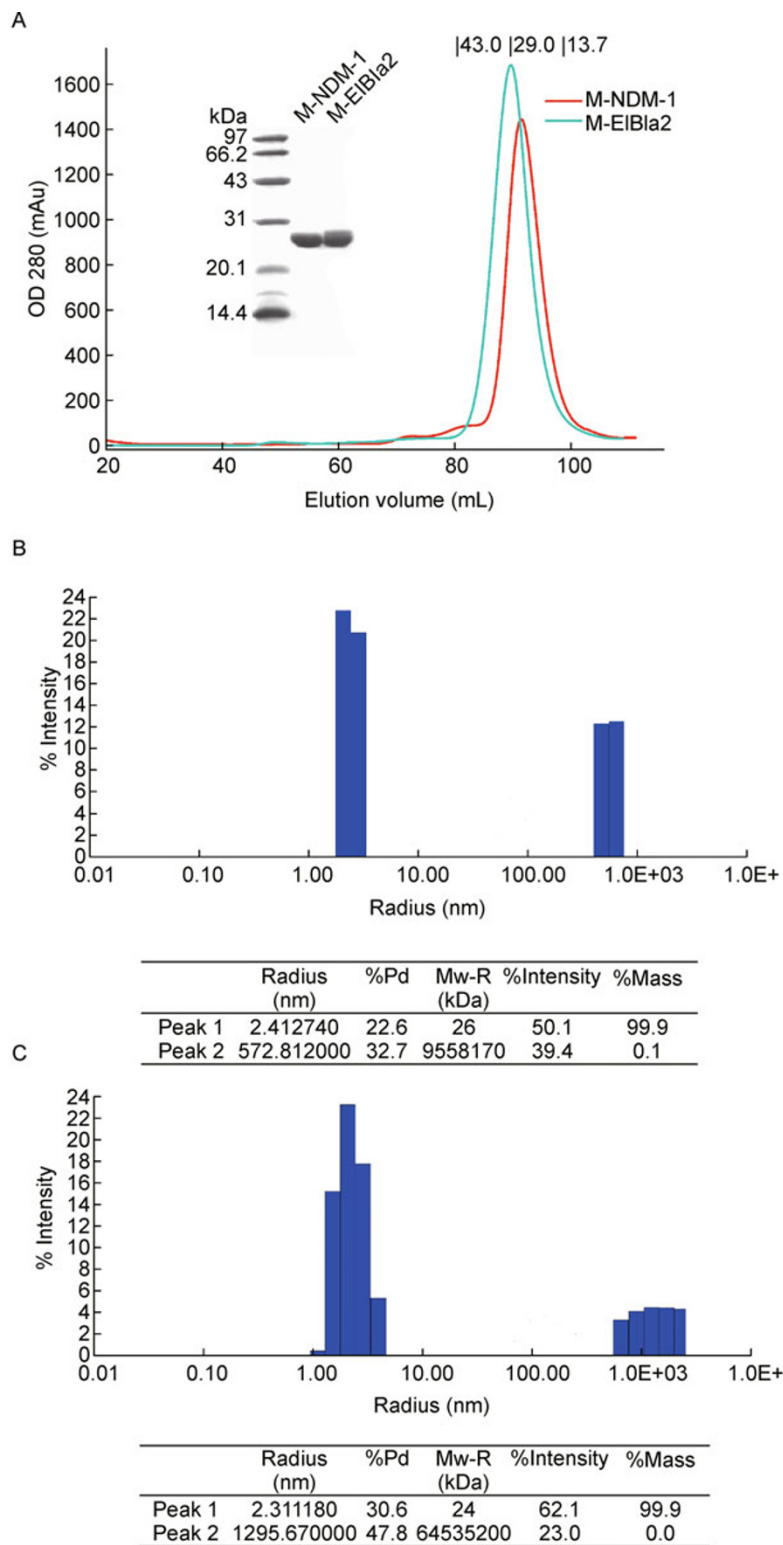 A
|43.0 |29.0 |13.7
1600
1400
1200
1000
800
600
400
200
0
OD 280 (mAu)
kDa
97
66.2
43
31
20.1
14.4
M-NDM-1
M-EIBla2
M-NDM-1
M-EIBla2
20 40 60 80 100
Elution volume (mL)
B
24
22
20
18
16
14
12
10
8
6
4
2
0
% Intensity
0.01 0.10 1.00 10.00 100.00 1.0E+03 1.0E+
Radius (nm)
Radius %Pd Mw-R %Intensity %Mass
(nm) (kDa)
Peak 1 2.412740 22.6 26 50.1 99.9
Peak 2 572.812000 32.7 9558170 39.4 0.1
C
24
22
20
18
16
14
12
10
8
6
4
2
0
% Intensity
0.01 0.10 1.00 10.00 100.00 1.0E+03 1.0E+
Radius (nm)
Radius %Pd Mw-R %Intensity %Mass
(nm) (kDa)
Peak 1 2.311180 30.6 24 62.1 99.9
Peak 2 1295.670000 47.8 64535200 23.0 0.0